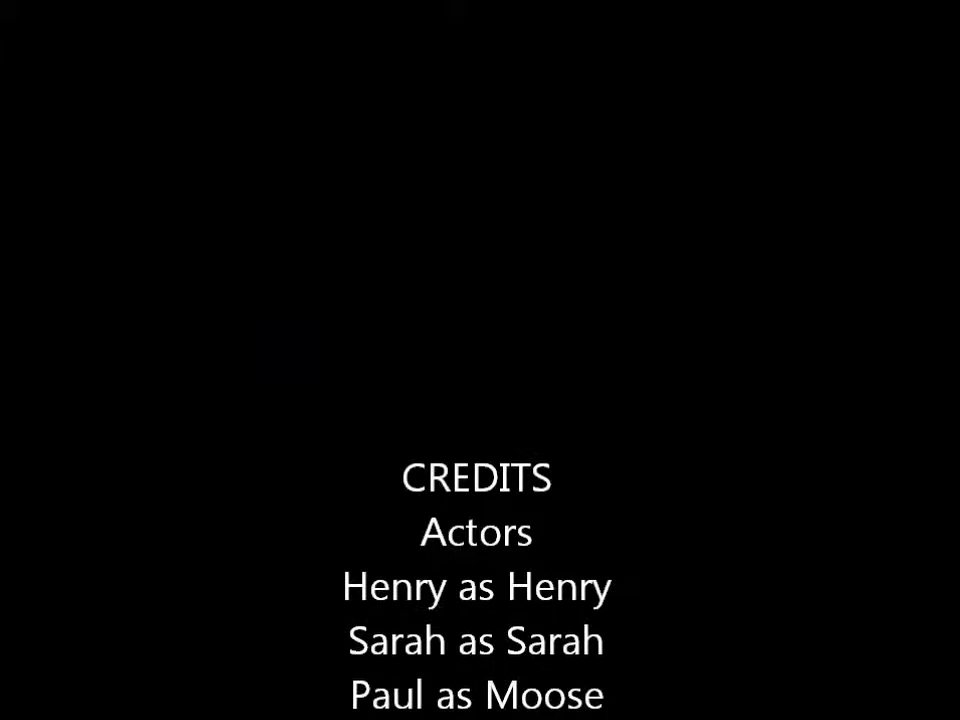 CREDITS
Actors
Henry as Henry
Sarah as Sarah
Paul as Moose